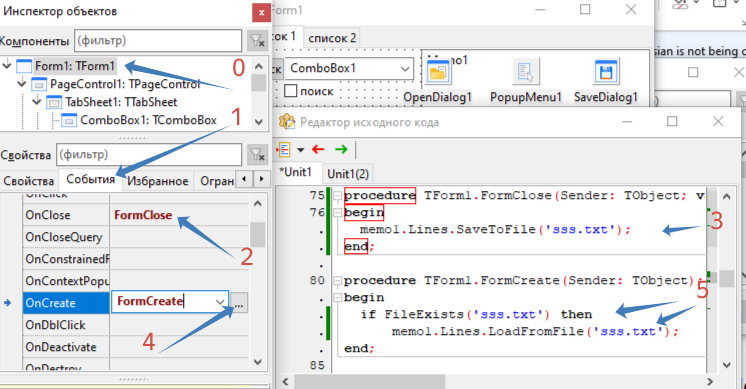 Инспектор объектов
Компоненты (фильтр)
Form1: TForm1
PageControl1: TPageControl
TabSheet1: TTabSheet
ComboBox1: TComboBox
0
1
Свойства (фильтр)
Свойства События Избранное Огран
OnClick
OnClose FormClose
OnCloseQuery
OnConstrainedF
OnContextPopu
OnCreate FormCreate ...
OnDblClick
OnDeactivate
OnDestroy
2
4
Form1
список 2
ComboBox1
поиск
Memo1
OpenDialog1 PopupMenu1 SaveDialog1
sian is not being c
Редактор исходного кода
*Unit1 Unit1(2)
75 procedure TForm1.FormClose(Sender: TObject; v
76 begin
. memo1.Lines.SaveToFile('sss.txt');
. end;
3
80 procedure TForm1.FormCreate(Sender: TObject);
. begin
. if FileExists('sss.txt') then
. memo1.Lines.LoadFromFile('sss.txt');
. end;
85
5